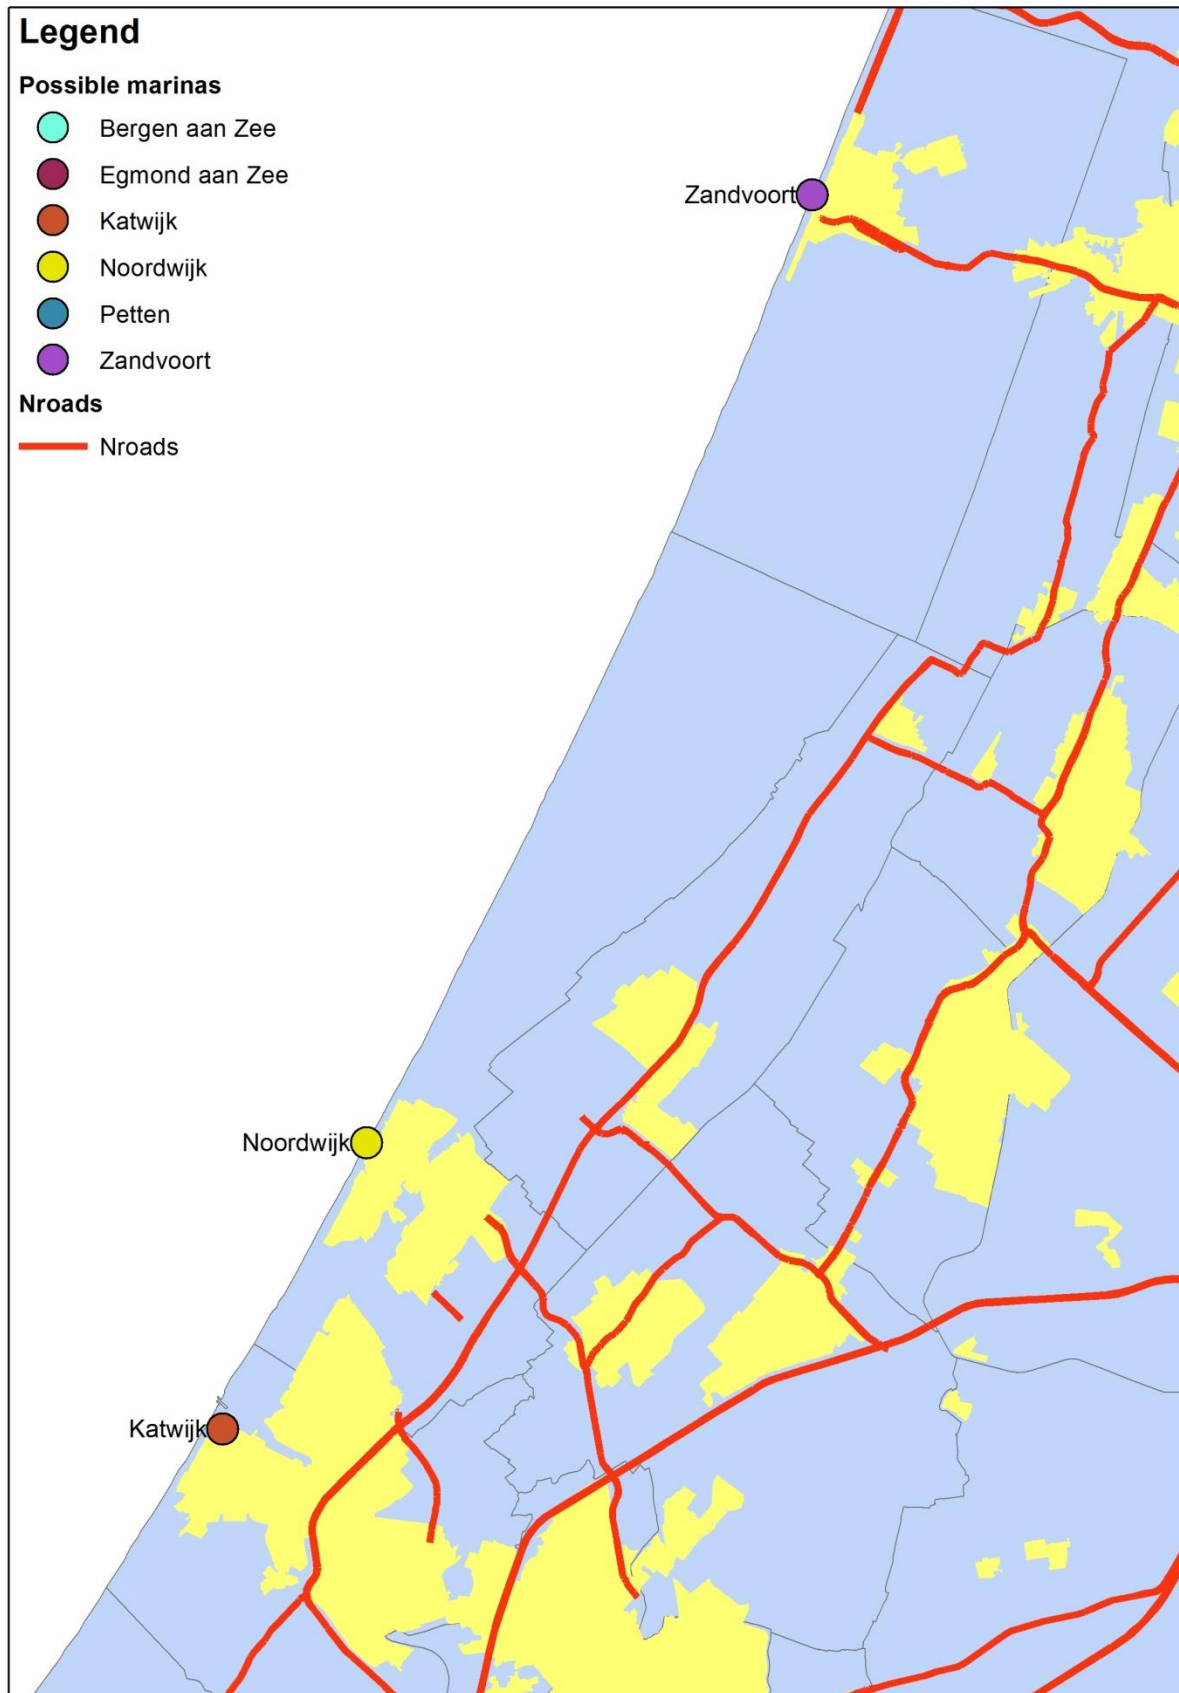 Legend
Possible marinas
Bergen aan Zee
Egmond aan Zee
Katwijk
Noordwijk
Petten
Zandvoort
Nroads
Nroads
Zandvoort
Noordwijk
Katwijk